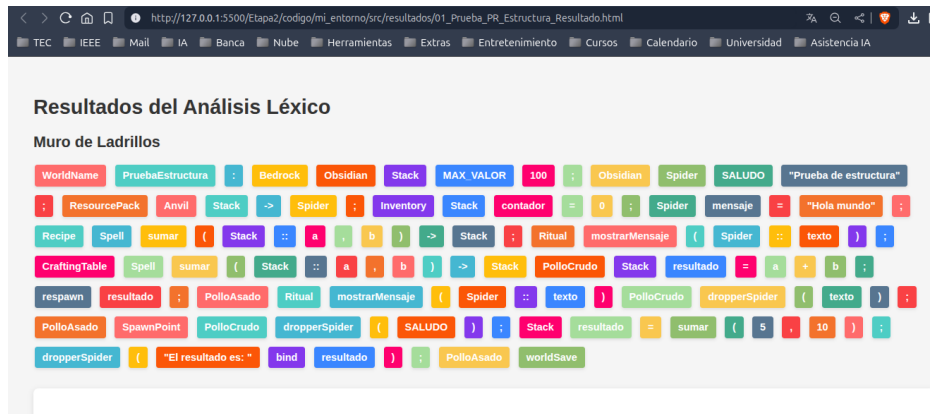 http://127.0.0.1:5500/Etapa2/codigo/mi_entorno/src/resultados/01_Prueba_PR_Estructura_Resultado.html
TEC IEEE Mail IA Banca Nube Herramientas Extras Entretenimiento Cursos Calendario Universidad Asistencia IA
Resultados del Análisis Léxico
Muro de Ladrillos
WorldName PruebaEstructura : Bedrock Obsidian Stack MAX_VALOR 100 ; Obsidian Spider SALUDO "Prueba de estructura"
; ResourcePack Anvil Stack -> Spider ; Inventory Stack contador = 0 ; Spider mensaje = "Hola mundo" ;
Recipe Spell sumar ( Stack :: a , b ) -> Stack ; Ritual mostrarMensaje ( Spider :: texto ) ;
CraftingTable Spell sumar ( Stack :: a , b ) -> Stack PolloCrudo Stack resultado = a + b ;
respawn resultado ; PolloAsado Ritual mostrarMensaje ( Spider :: texto ) PolloCrudo dropperSpider ( texto ) ;
PolloAsado SpawnPoint PolloCrudo dropperSpider ( SALUDO ) ; Stack resultado = sumar ( 5 , 10 ) ;
dropperSpider ( "El resultado es: " bind resultado ) ; PolloAsado worldSave